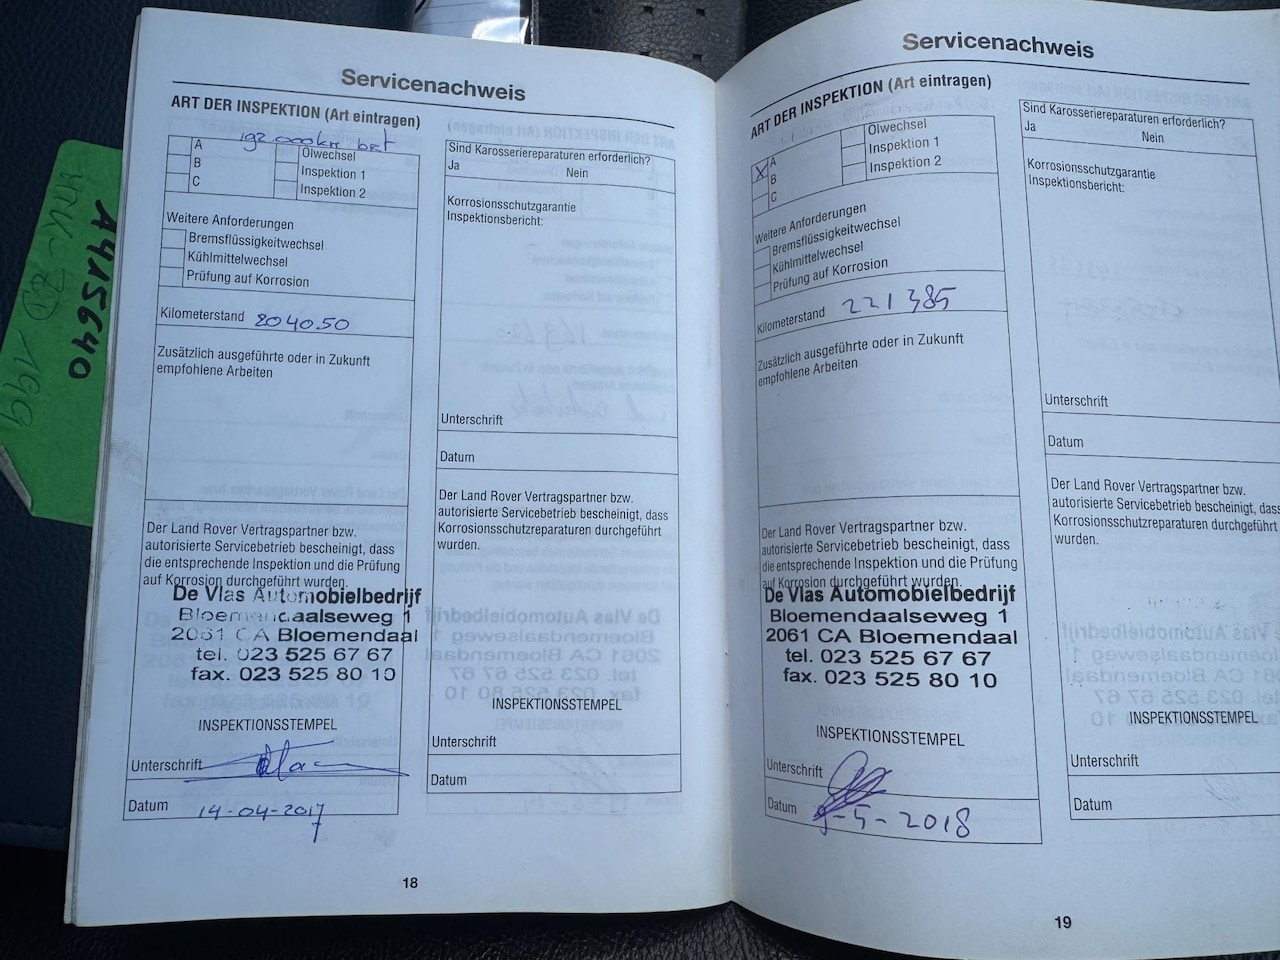 A415640
Servicenachweis
ART DER INSPEKTION (Art eintragen)
192.000km bet
A
B
C
Ölwechsel
Inspektion 1
Inspektion 2
Weitere Anforderungen
Bremsflüssigkeitwechsel
Kühlmittelwechsel
Prüfung auf Korrosion
Kilometerstand 204050
Zusätzlich ausgeführte oder in Zukunft
empfohlene Arbeiten
Der Land Rover Vertragspartner bzw.
autorisierte Servicebetrieb bescheinigt, dass
die entsprechende Inspektion und die Prüfung
auf Korrosion durchgeführt wurden.
De Vlas Automobielbedrijf
Bloemendaalseweg 1
2061 CA Bloemendaal
tel. 023 525 67 67
fax. 023 525 80 10
INSPEKTIONSSTEMPEL
Unterschrift
Datum 14-04-2017
Sind Karosseriereparaturen erforderlich?
Ja Nein
Korrosionsschutzgarantie
Inspektionsbericht:
Unterschrift
Datum
Der Land Rover Vertragspartner bzw.
autorisierte Servicebetrieb bescheinigt, dass
Korrosionsschutzreparaturen durchgeführt
wurden.
INSPEKTIONSSTEMPEL
Unterschrift
Datum
18
Servicenachweis
ART DER INSPEKTION (Art eintragen)
X A
B
C
Ölwechsel
Inspektion 1
Inspektion 2
Weitere Anforderungen
Bremsflüssigkeitwechsel
Kühlmittelwechsel
Prüfung auf Korrosion
Kilometerstand 221385
Zusätzlich ausgeführte oder in Zukunft
empfohlene Arbeiten
Der Land Rover Vertragspartner bzw.
autorisierte Servicebetrieb bescheinigt, dass
die entsprechende Inspektion und die Prüfung
auf Korrosion durchgeführt wurden.
De Vlas Automobielbedrijf
Bloemendaalseweg 1
2061 CA Bloemendaal
tel. 023 525 67 67
fax. 023 525 80 10
INSPEKTIONSSTEMPEL
Unterschrift
Datum 9-5-2018
Sind Karosseriereparaturen erforderlich?
Ja Nein
Korrosionsschutzgarantie
Inspektionsbericht:
Unterschrift
Datum
Der Land Rover Vertragspartner bzw.
autorisierte Servicebetrieb bescheinigt, dass
Korrosionsschutzreparaturen durchgeführt
wurden.
INSPEKTIONSSTEMPEL
Unterschrift
Datum
19